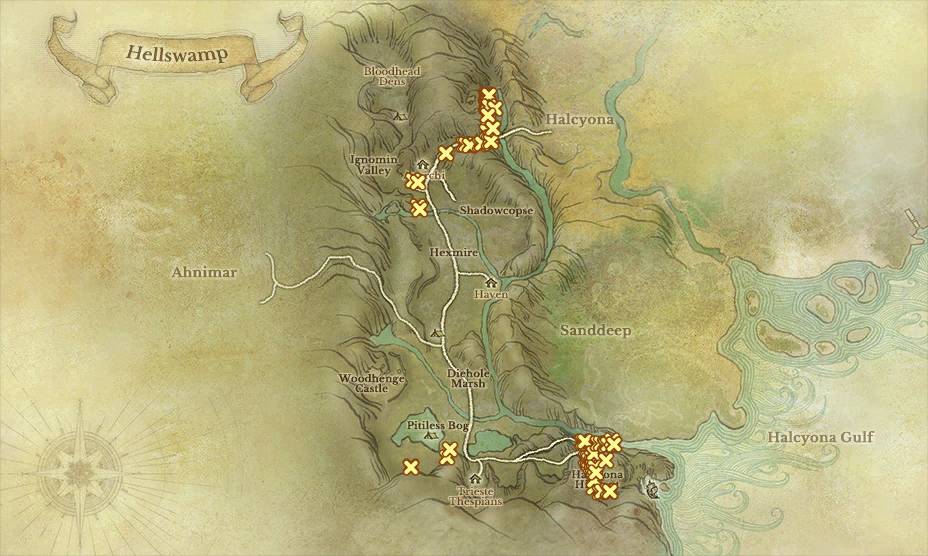 Hellswamp
Bloodhead
Dens
Halcyona
Ignomin
Valley
Shadowcopse
Hexmire
Ahnimar
Haven
Sanddeep
Diehole
Marsh
Woodhenge
Castle
Pitiless Bog
Halcyona Gulf
Trieste
Thespians